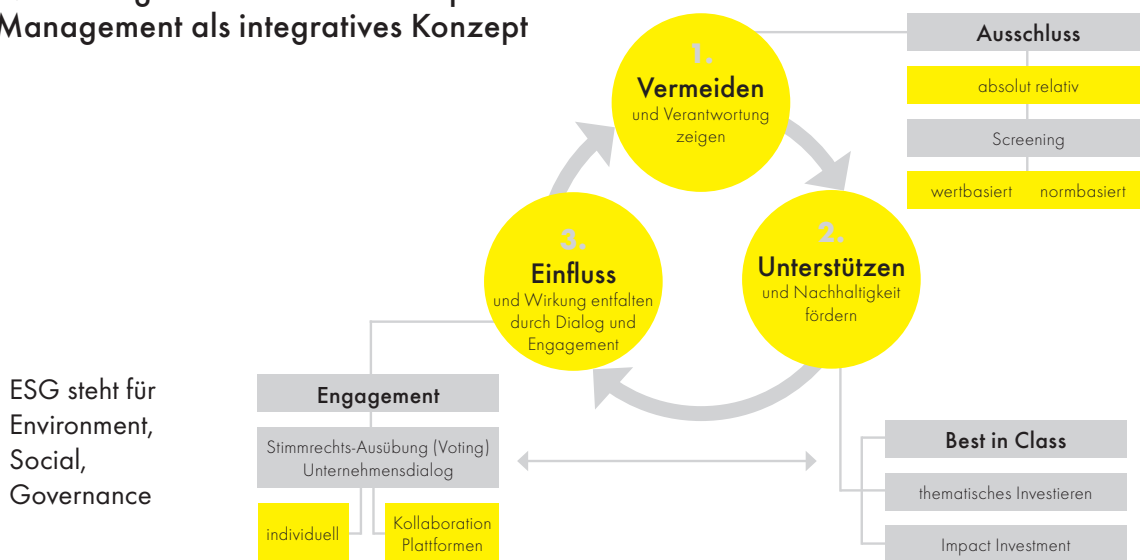 Management als integratives Konzept
1.
Vermeiden
und Verantwortung
zeigen
Ausschluss
absolut relativ
Screening
wertbasiert normbasiert
2.
Unterstützen
und Nachhaltigkeit
fördern
3.
Einfluss
und Wirkung entfalten
durch Dialog und
Engagement
ESG steht für
Environment,
Social,
Governance
Engagement
Stimmrechts-Ausübung (Voting)
Unternehmensdialog
individuell
Kollaboration
Plattformen
Best in Class
thematisches Investieren
Impact Investment